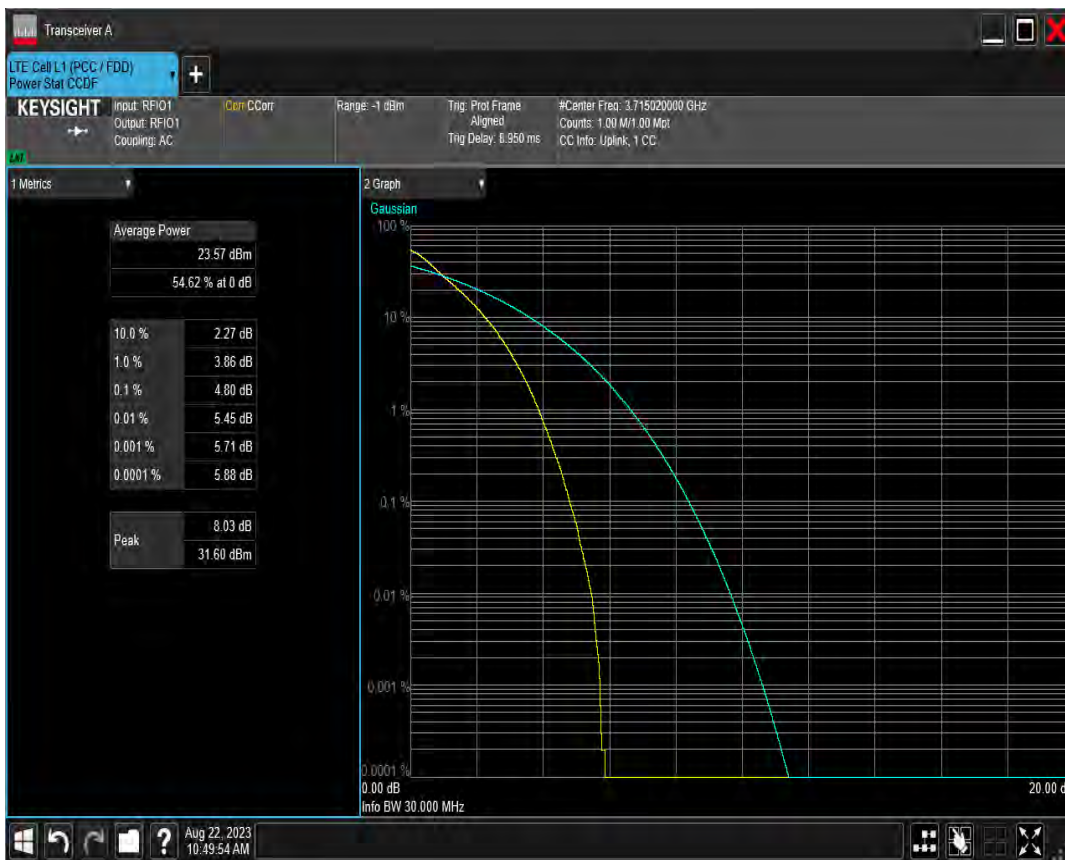 Transceiver A
LTE Cell L1 (PCC / FDD)
Power Stat CCDF
+
KEYSIGHT
LXI
Input: RFIO1
Output: RFIO1
Coupling: AC
Corr CCorr
Range: -1 dBm
Trig: Prot Frame
Aligned
Trig Delay: 8.950 ms
#Center Freq: 3.715020000 GHz
Counts: 1.00 M/1.00 Mpt
CC Info: Uplink, 1 CC
1 Metrics
Average Power
23.57 dBm
54.62 % at 0 dB
10.0 % 2.27 dB
1.0 % 3.86 dB
0.1 % 4.80 dB
0.01 % 5.45 dB
0.001 % 5.71 dB
0.0001 % 5.88 dB
Peak
8.03 dB
31.60 dBm
2 Graph
Gaussian
100 %
10 %
1 %
0.1 %
0.01 %
0.001 %
0.0001 %
0.00 dB
20.00 d
Info BW 30.000 MHz
?
Aug 22, 2023
10:49:54 AM